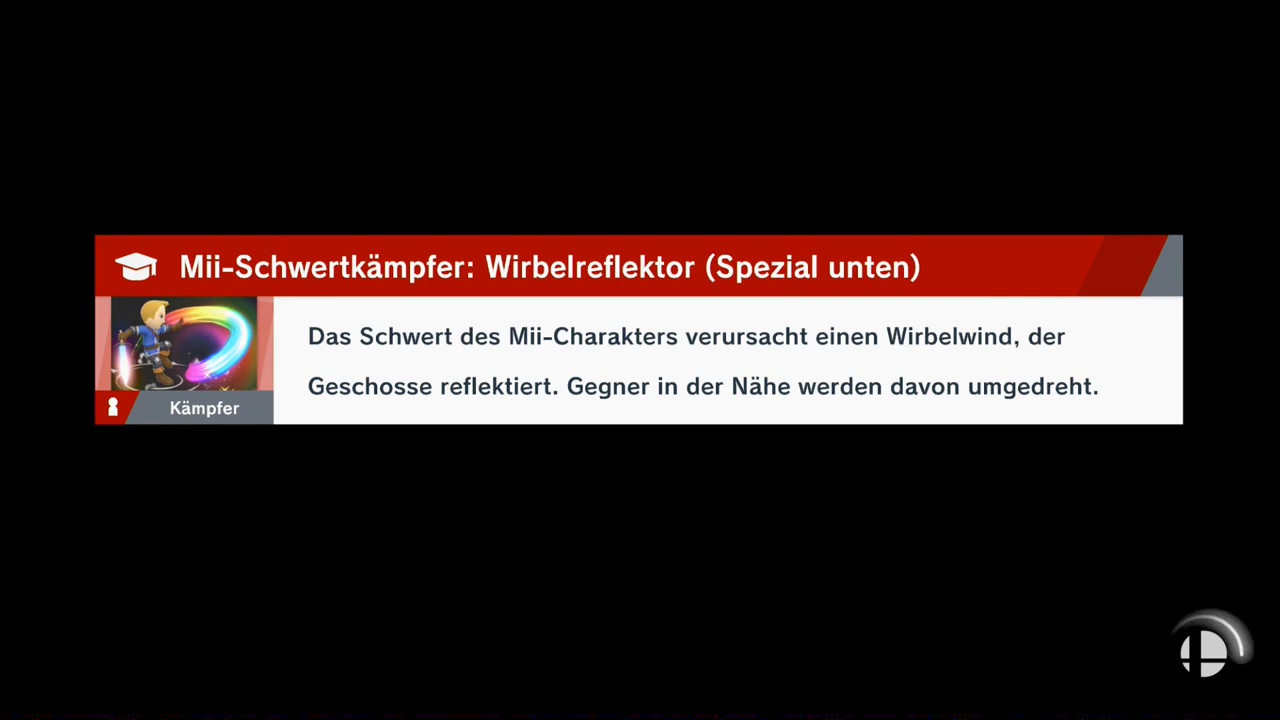 Mii-Schwertkämpfer: Wirbelreflektor (Spezial unten)
Das Schwert des Mii-Charakters verursacht einen Wirbelwind, der
Geschosse reflektiert. Gegner in der Nähe werden davon umgedreht.
Kämpfer